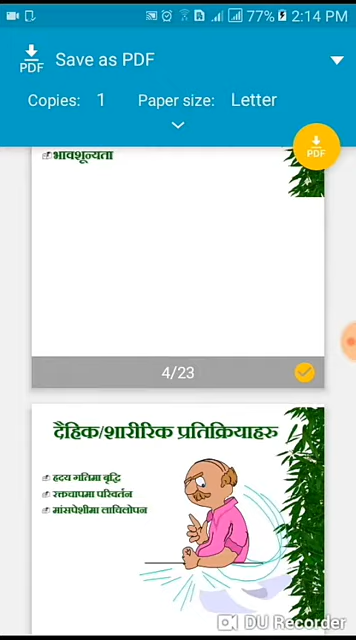 77% 2:14 PM
Save as PDF
PDF
Copies: 1 Paper size: Letter
PDF
भावशून्यता
4/23
दैहिक/शारीरिक प्रतिक्रियाहरु
ह्रदय गतिमा बृद्धि
रक्तचापमा परिवर्तन
मांसपेशीमा लाचिलोपन
DU Recorder